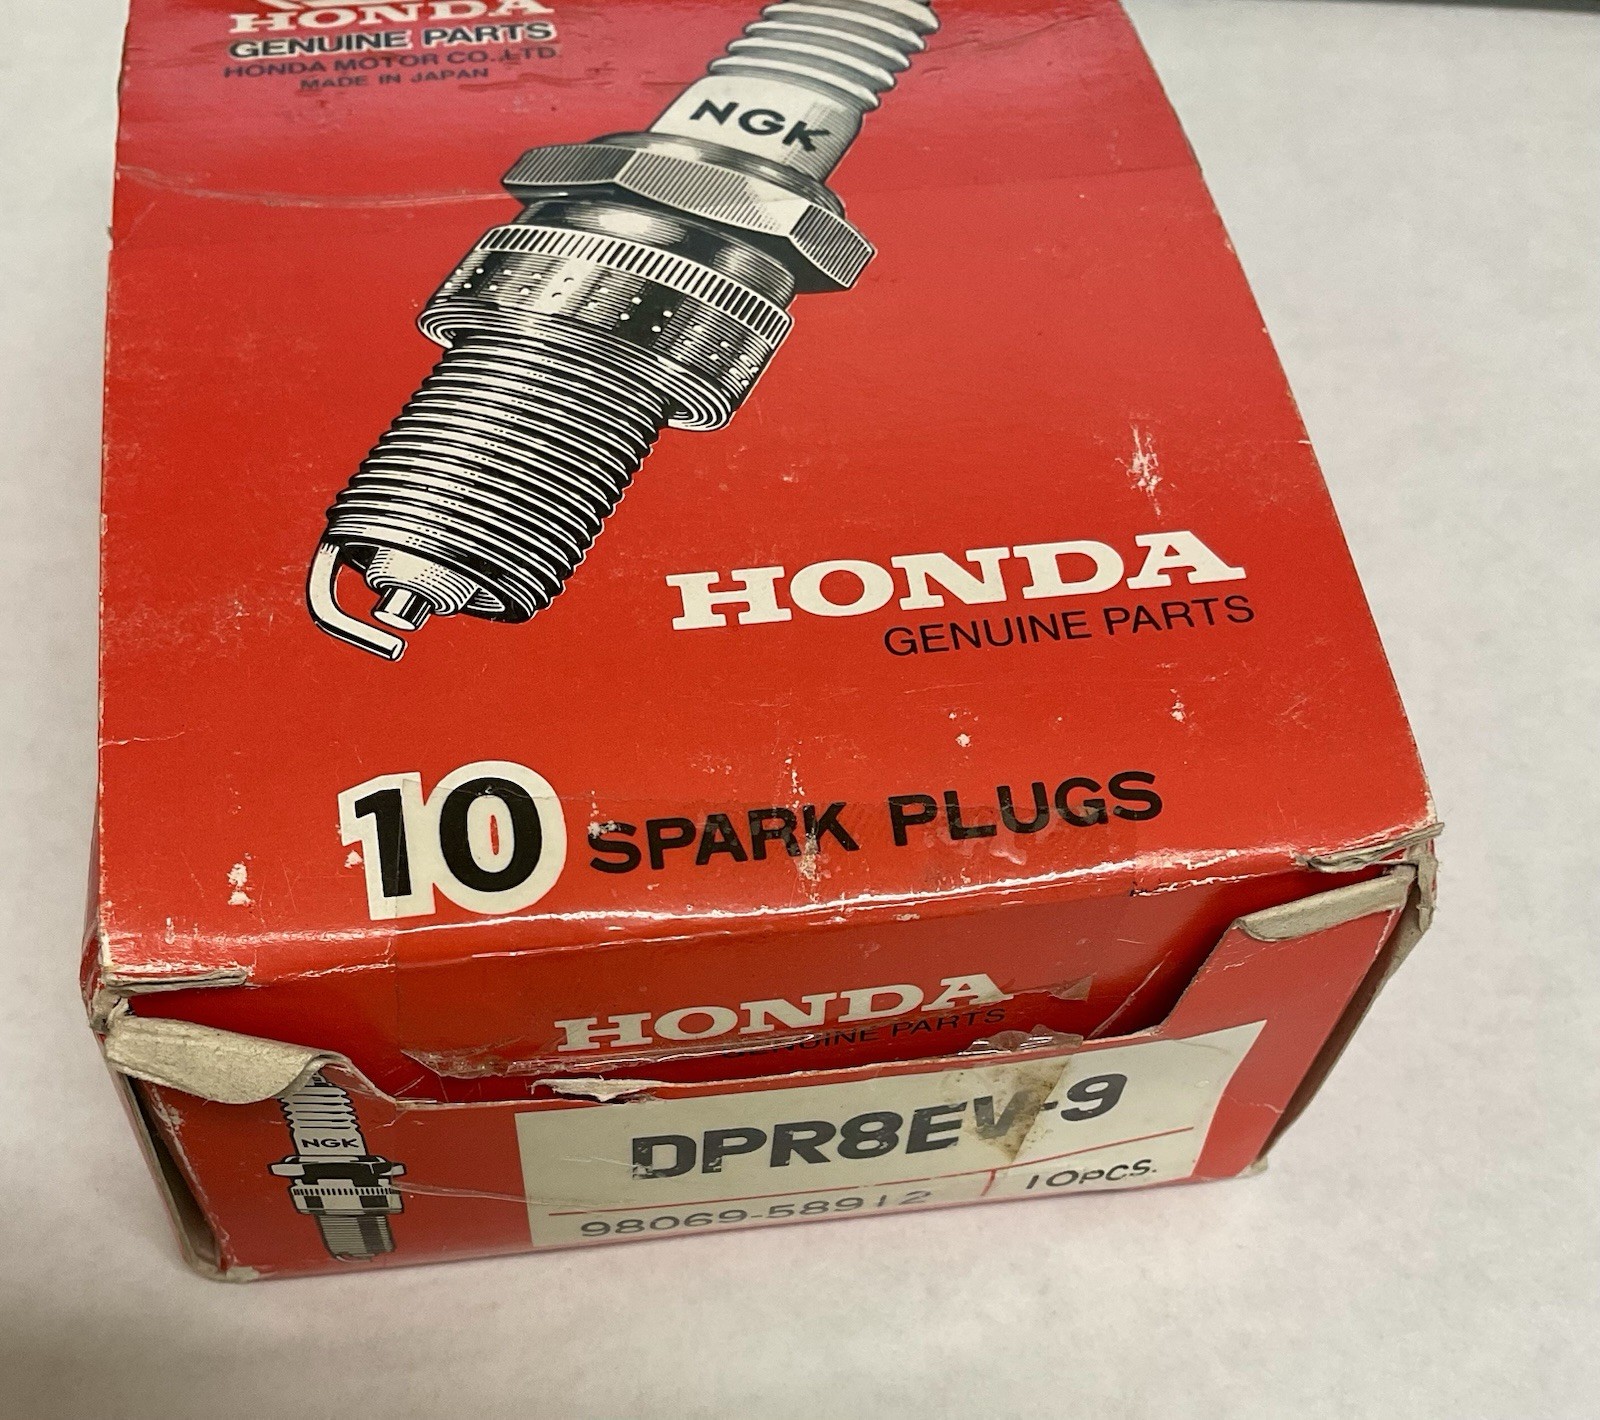 HONDA
GENUINE PARTS
HONDA MOTOR CO.,LTD.
MADE IN JAPAN
NGK
HONDA
GENUINE PARTS
10 SPARK PLUGS
HONDA
GENUINE PARTS
NGK
DPR8EV-9
98069-58912
10PCS.